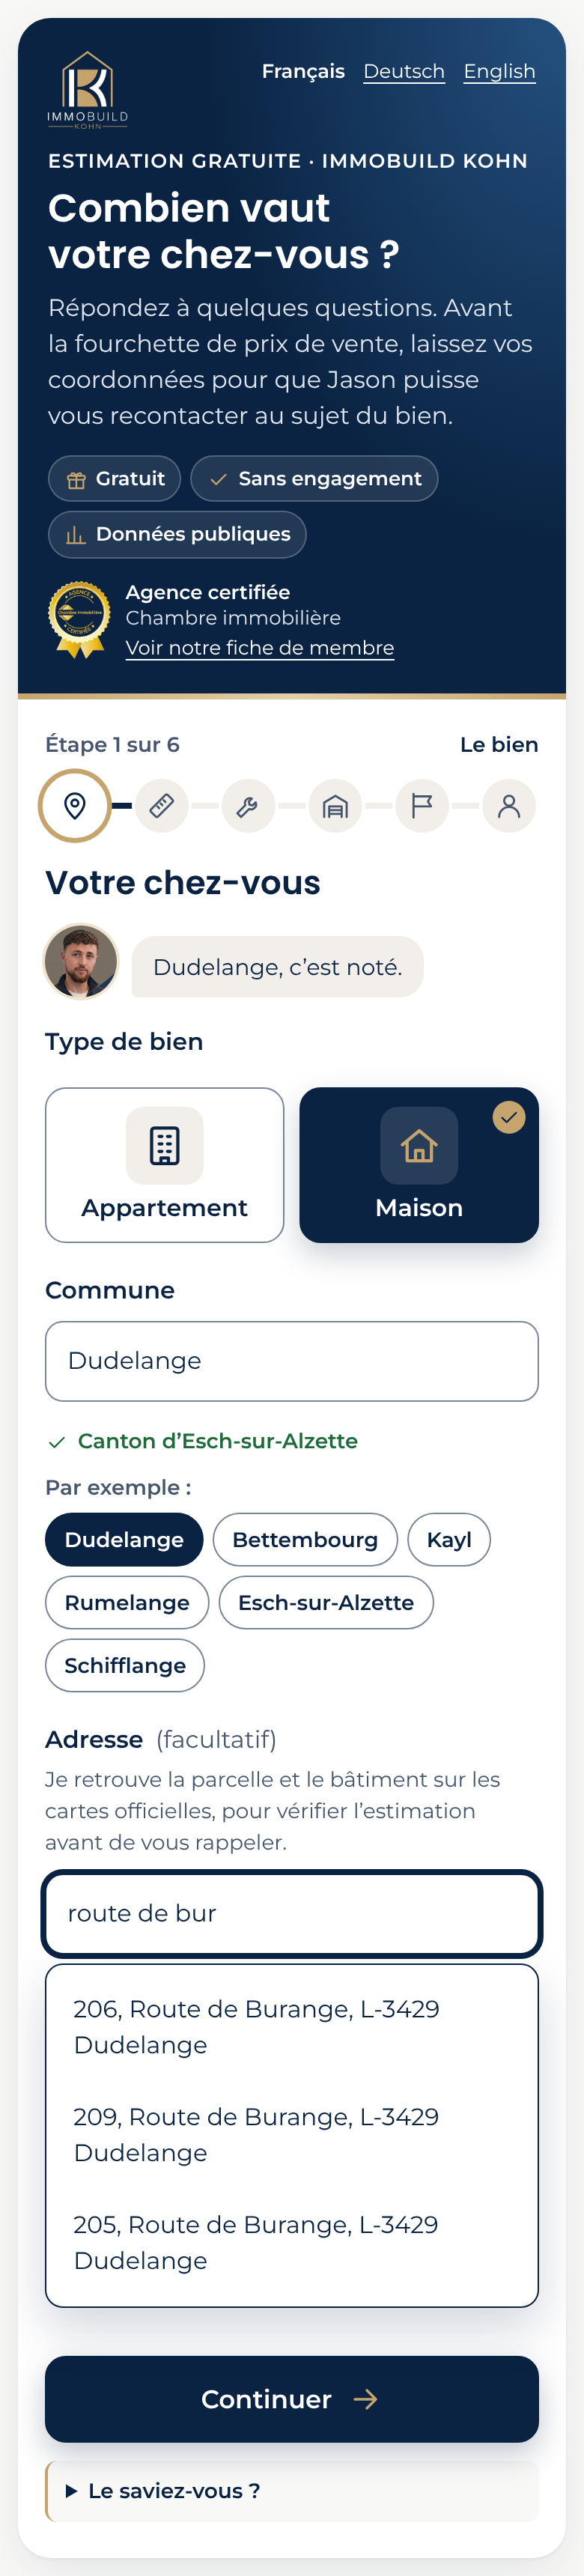 IMMOBUILD
KOHN
Français Deutsch English
ESTIMATION GRATUITE · IMMOBUILD KOHN
Combien vaut
votre chez-vous ?
Répondez à quelques questions. Avant
la fourchette de prix de vente, laissez vos
coordonnées pour que Jason puisse
vous recontacter au sujet du bien.
Gratuit
Sans engagement
Données publiques
AGENCE
Chambre Immobilière
CERTIFIÉE
Agence certifiée
Chambre immobilière
Voir notre fiche de membre
Étape 1 sur 6
Le bien
Votre chez-vous
Dudelange, c’est noté.
Type de bien
Appartement
Maison
Commune
Dudelange
Canton d’Esch-sur-Alzette
Par exemple :
Dudelange Bettembourg Kayl
Rumelange Esch-sur-Alzette
Schifflange
Adresse (facultatif)
Je retrouve la parcelle et le bâtiment sur les
cartes officielles, pour vérifier l’estimation
avant de vous rappeler.
route de bur
206, Route de Burange, L-3429
Dudelange
209, Route de Burange, L-3429
Dudelange
205, Route de Burange, L-3429
Dudelange
Continuer
Le saviez-vous ?